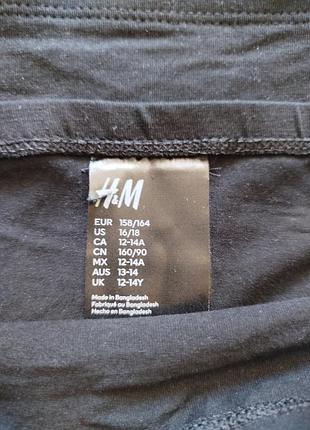 H&M
EUR 158/164
US 16/18
CA 12-14A
CN 160/90
MX 12-14A
AUS 13-14
UK 12-14Y
Made in Bangladesh
Fabriqué au Bangladesh
Hecho en Bangladesh